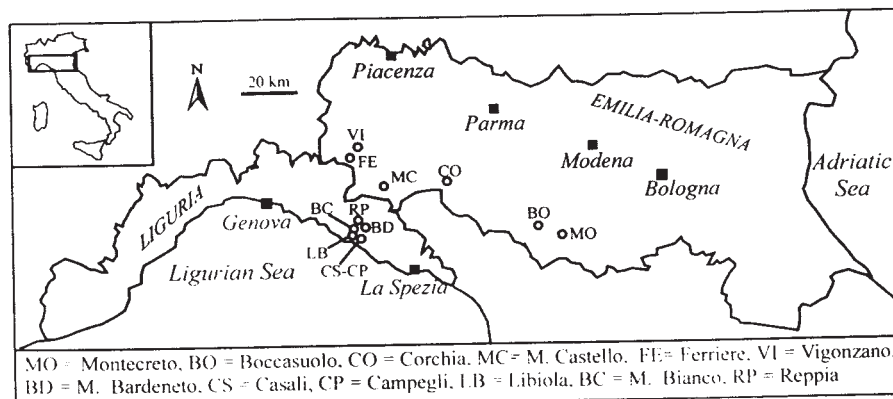 N
20 km
Piacenza
EMILIA-ROMAGNA
Parma
VI
FE
Modena
Adriatic
Sea
MC
CO
Bologna
LIGURIA
Genova
BC
RP
BD
BO
MO
LB
CS-CP
Ligurian Sea
La Spezia
MO = Montecreto, BO = Boccasuolo, CO = Corchia, MC= M. Castello, FE= Ferriere, VI = Vigonzano,
BD = M. Bardeneto, CS = Casali, CP = Campegli, LB = Libiola, BC = M. Bianco, RP = Reppia